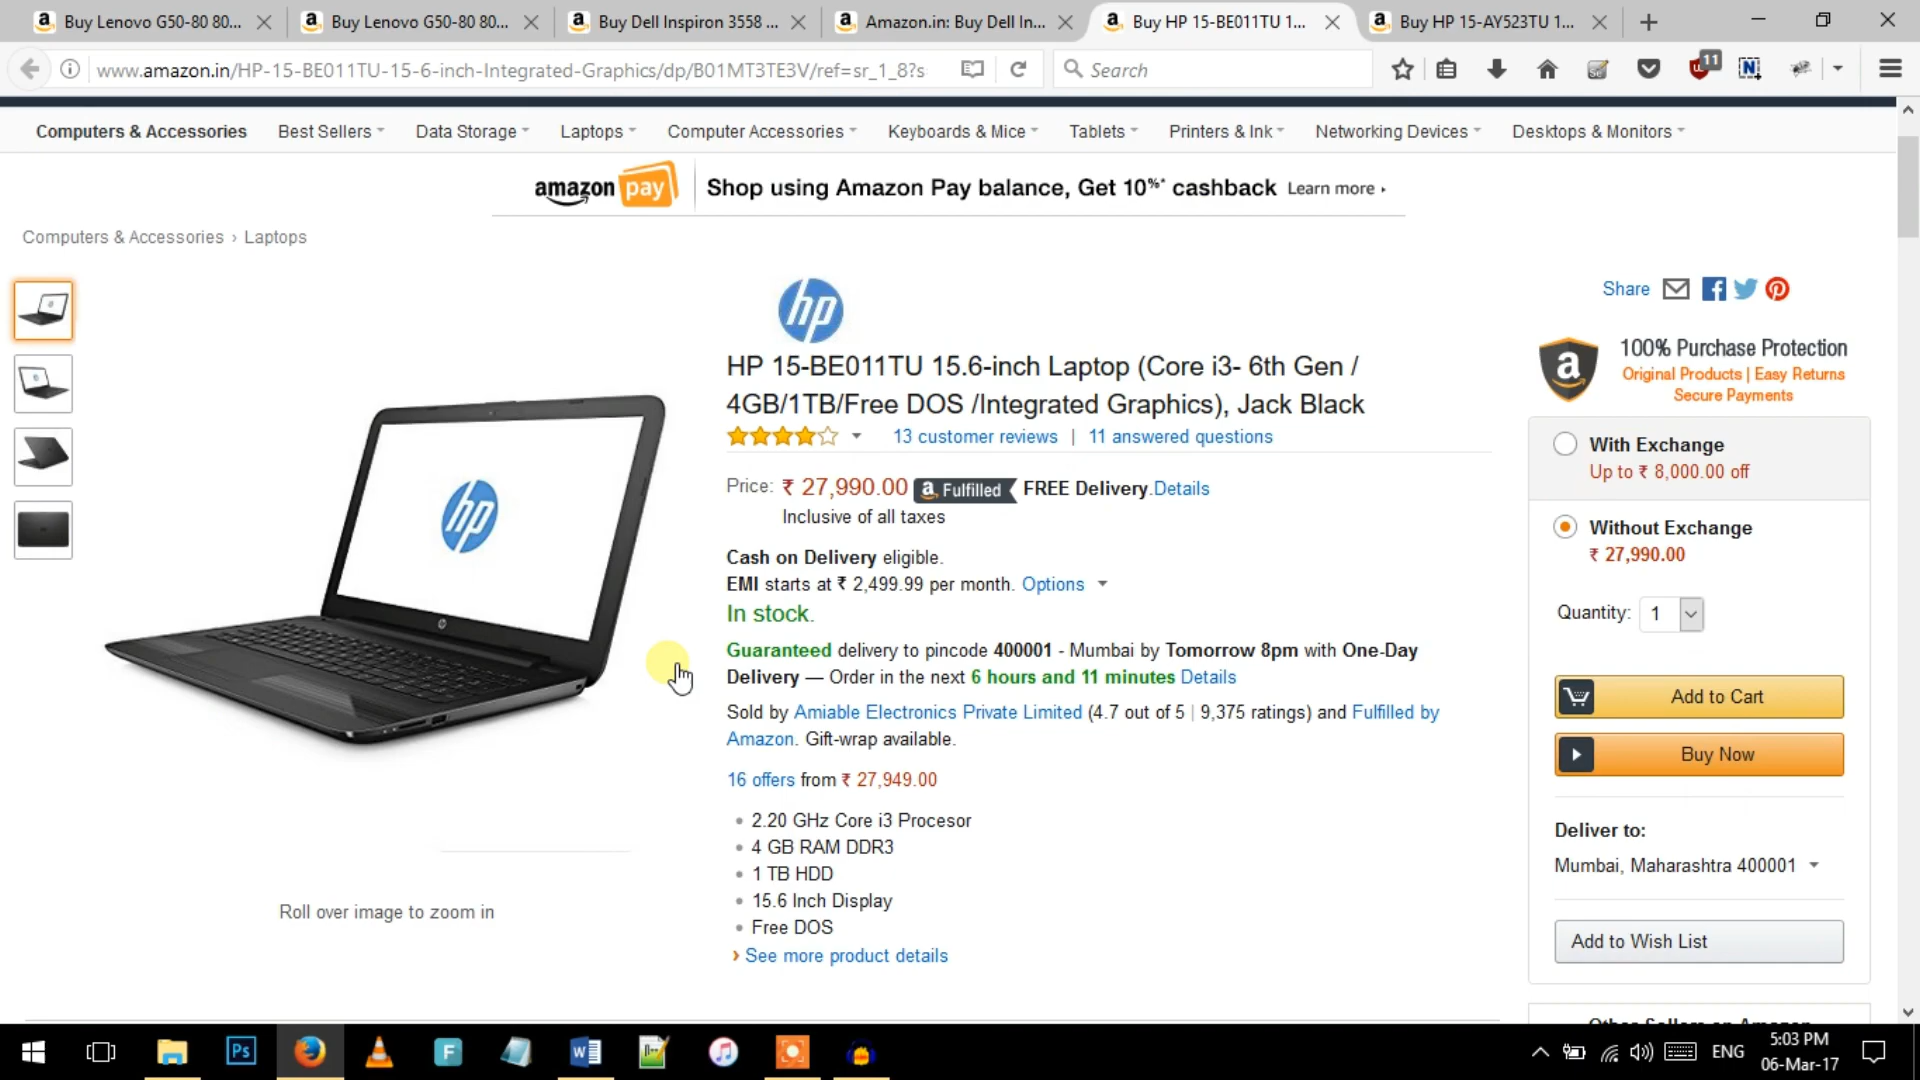 Buy Lenovo G50-80 80...
Buy Lenovo G50-80 80...
Buy Dell Inspiron 3558 ...
Amazon.in: Buy Dell In...
Buy HP 15-BE011TU 1...
Buy HP 15-AY523TU 1...
www.amazon.in/HP-15-BE011TU-15-6-inch-Integrated-Graphics/dp/B01MT3TE3V/ref=sr_1_8?s
Search
11
Computers & Accessories Best Sellers Data Storage Laptops Computer Accessories Keyboards & Mice Tablets Printers & Ink Networking Devices Desktops & Monitors
amazon pay Shop using Amazon Pay balance, Get 10%* cashback Learn more
Computers & Accessories › Laptops
hp
Share
100% Purchase Protection
Original Products | Easy Returns
Secure Payments
HP 15-BE011TU 15.6-inch Laptop (Core i3- 6th Gen /
4GB/1TB/Free DOS /Integrated Graphics), Jack Black
13 customer reviews | 11 answered questions
Price: ₹ 27,990.00 a Fulfilled FREE Delivery.Details
Inclusive of all taxes
Cash on Delivery eligible.
EMI starts at ₹ 2,499.99 per month. Options
In stock.
Guaranteed delivery to pincode 400001 - Mumbai by Tomorrow 8pm with One-Day
Delivery — Order in the next 6 hours and 11 minutes Details
Sold by Amiable Electronics Private Limited (4.7 out of 5 | 9,375 ratings) and Fulfilled by
Amazon. Gift-wrap available.
16 offers from ₹ 27,949.00
• 2.20 GHz Core i3 Procesor
• 4 GB RAM DDR3
• 1 TB HDD
• 15.6 Inch Display
• Free DOS
› See more product details
hp
Roll over image to zoom in
With Exchange
Up to ₹ 8,000.00 off
Without Exchange
₹ 27,990.00
Quantity: 1
Add to Cart
Buy Now
Deliver to:
Mumbai, Maharashtra 400001
Add to Wish List
Other Sellers on Amazon
Ps
F
ENG
5:03 PM
06-Mar-17